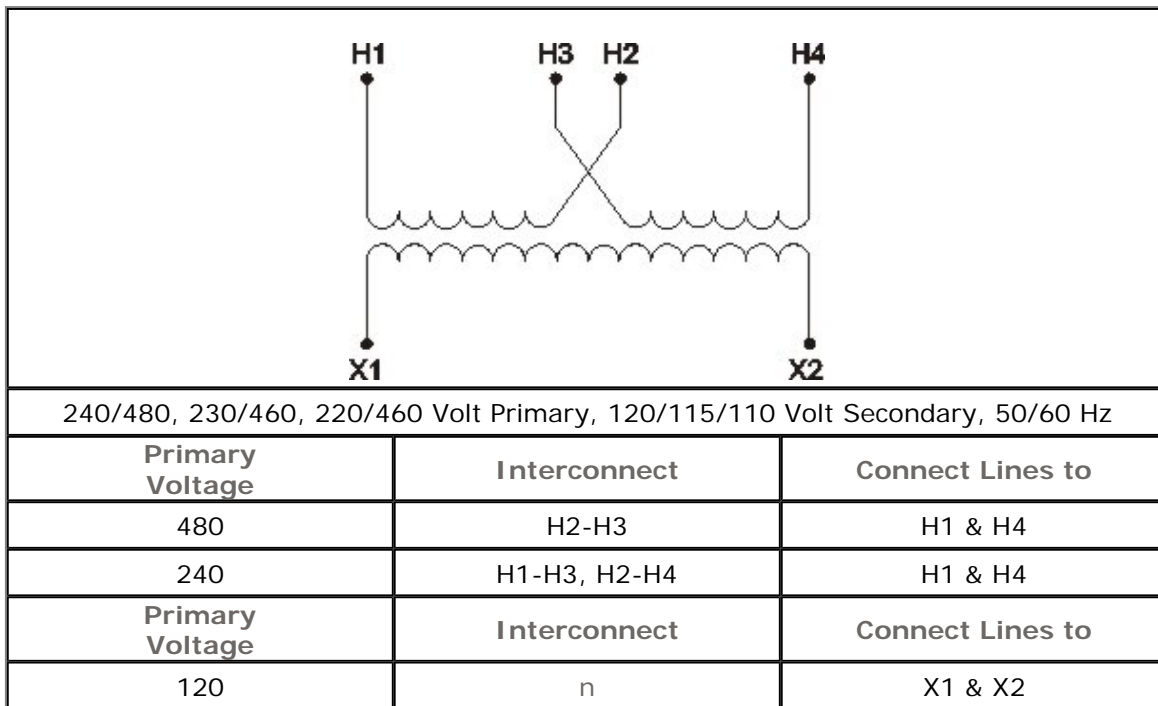 H1 H3 H2 H4
X1 X2
240/480, 230/460, 220/460 Volt Primary, 120/115/110 Volt Secondary, 50/60 Hz
Primary
Voltage Interconnect Connect Lines to
480 H2-H3 H1 & H4
240 H1-H3, H2-H4 H1 & H4
Primary
Voltage Interconnect Connect Lines to
120 n X1 & X2